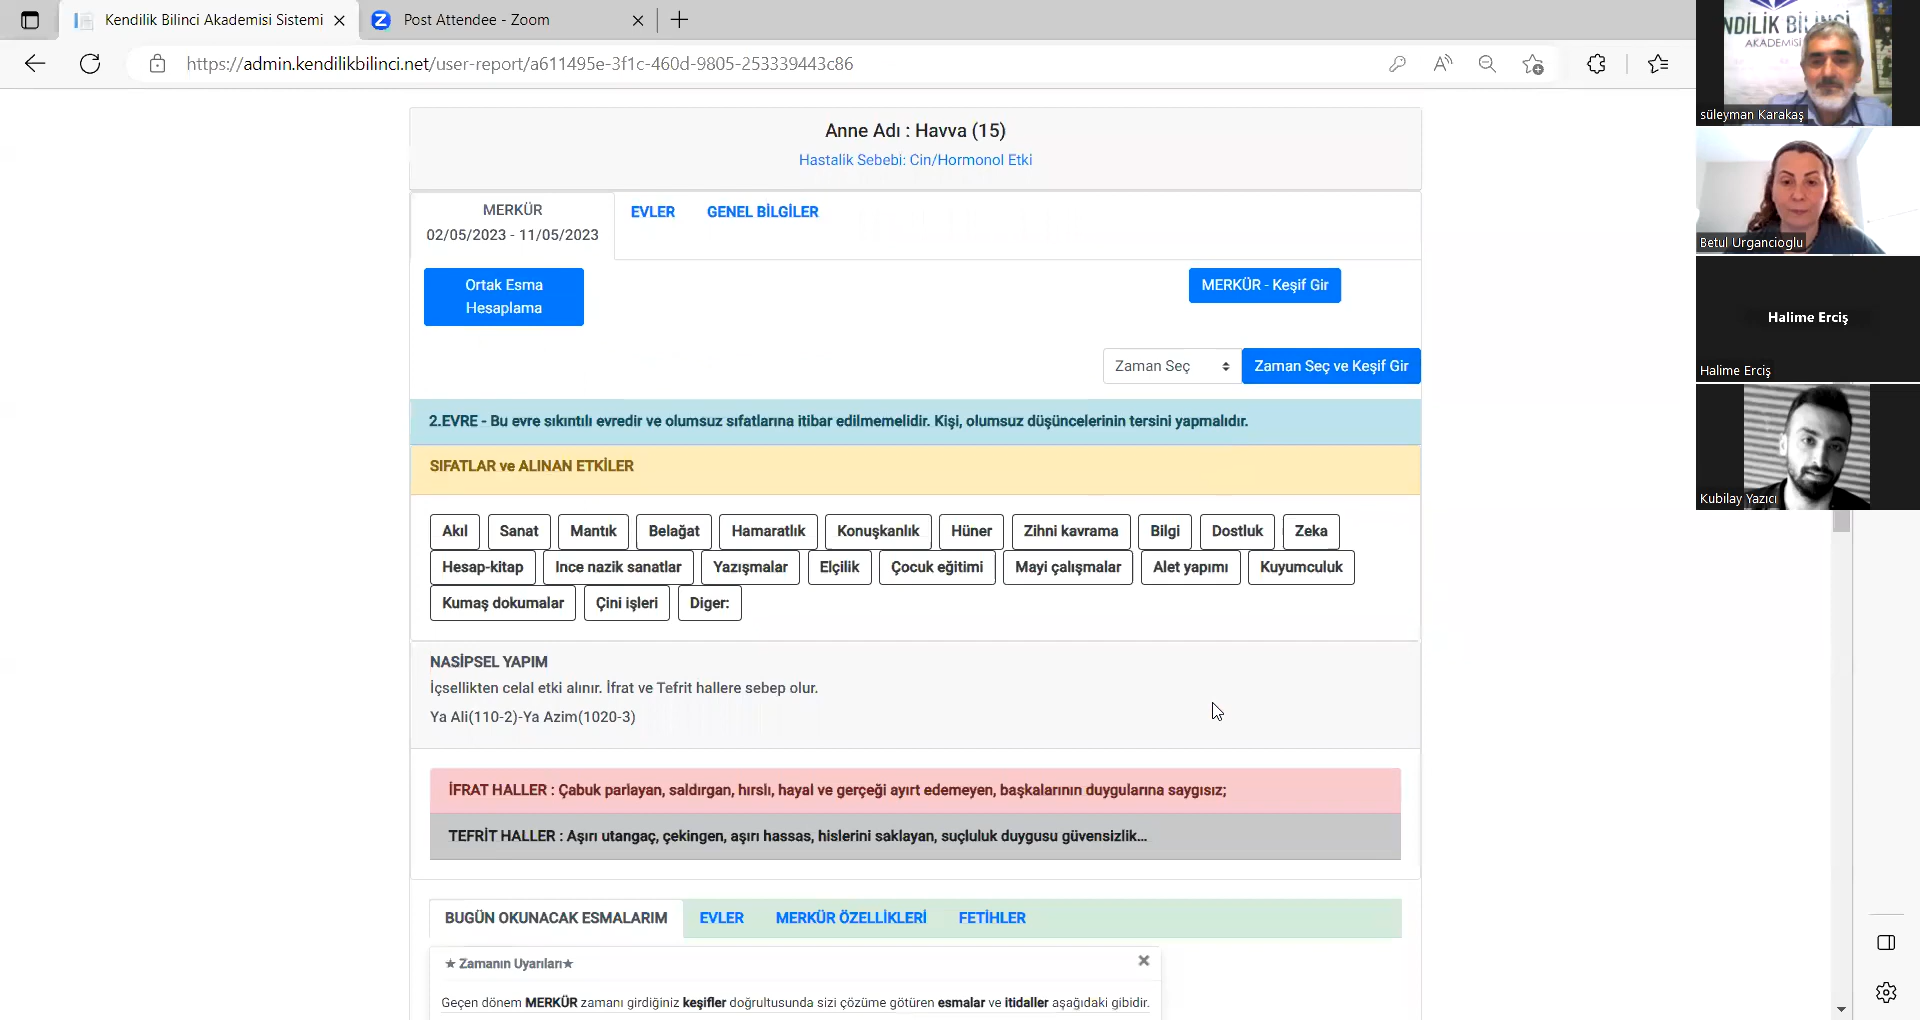 Kendilik Bilinci Akademisi Sistemi
Post Attendee - Zoom
https://admin.kendilikbilinci.net/user-report/a611495e-3f1c-460d-9805-253339443c86
Anne Adı : Havva (15)
Hastalik Sebebi: Cin/Hormonol Etki
MERKÜR
02/05/2023 - 11/05/2023
EVLER
GENEL BİLGİLER
Ortak Esma
Hesaplama
MERKÜR - Keşif Gir
Zaman Seç
Zaman Seç ve Keşif Gir
2.EVRE - Bu evre sıkıntılı evredir ve olumsuz sıfatlarına itibar edilmemelidir. Kişi, olumsuz düşüncelerinin tersini yapmalıdır.
SIFATLAR ve ALINAN ETKİLER
Akıl Sanat Mantık Belağat Hamaratlık Konuşkanlık Hüner Zihni kavrama Bilgi Dostluk Zeka
Hesap-kitap Ince nazik sanatlar Yazışmalar Elçilik Çocuk eğitimi Mayi çalışmalar Alet yapımı Kuyumculuk
Kumaş dokumalar Çini işleri Diger:
NASİPSEL YAPIM
İçsellikten celal etki alınır. İfrat ve Tefrit hallere sebep olur.
Ya Ali(110-2)-Ya Azim(1020-3)
İFRAT HALLER : Çabuk parlayan, saldırgan, hırslı, hayal ve gerçeği ayırt edemeyen, başkalarının duygularına saygısız;
TEFRİT HALLER : Aşırı utangaç, çekingen, aşırı hassas, hislerini saklayan, suçluluk duygusu güvensizlik...
BUGÜN OKUNACAK ESMALARIM
EVLER
MERKÜR ÖZELLİKLERİ
FETİHLER
★ Zamanın Uyarıları★
Geçen dönem MERKÜR zamanı girdiğiniz keşifler doğrultusunda sizi çözüme götüren esmalar ve itidaller aşağıdaki gibidir.
NDİLİK BİLİNCİ
AKADEMİSİ
süleyman Karakaş
Betul Urgancioglu
Halime Erciş
Halime Erciş
Kubilay Yazıcı